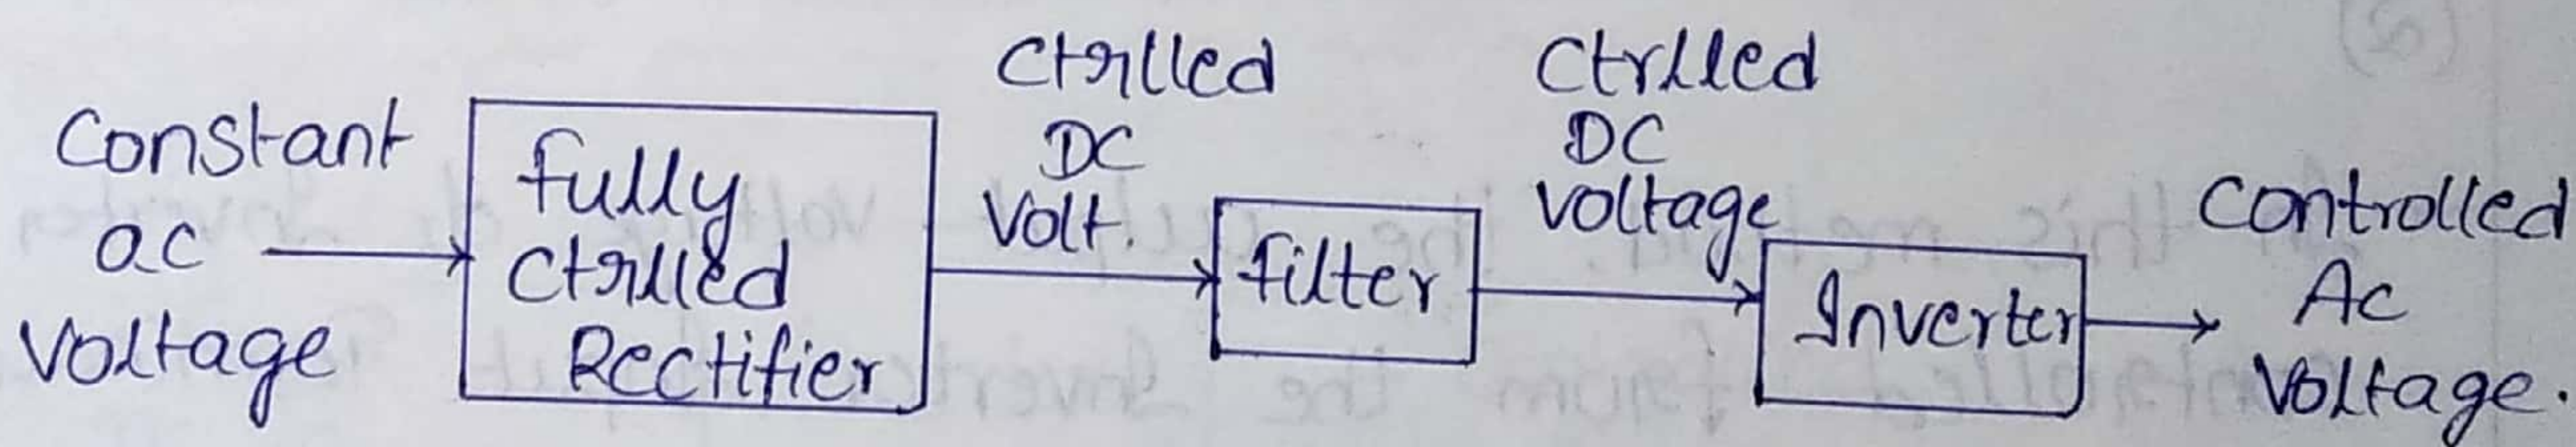 Constant
ac
Voltage
fully
Ctrlled
Rectifier
Ctrlled
DC
Volt.
filter
Ctrlled
DC
voltage
Inverter
Controlled
Ac
Voltage.